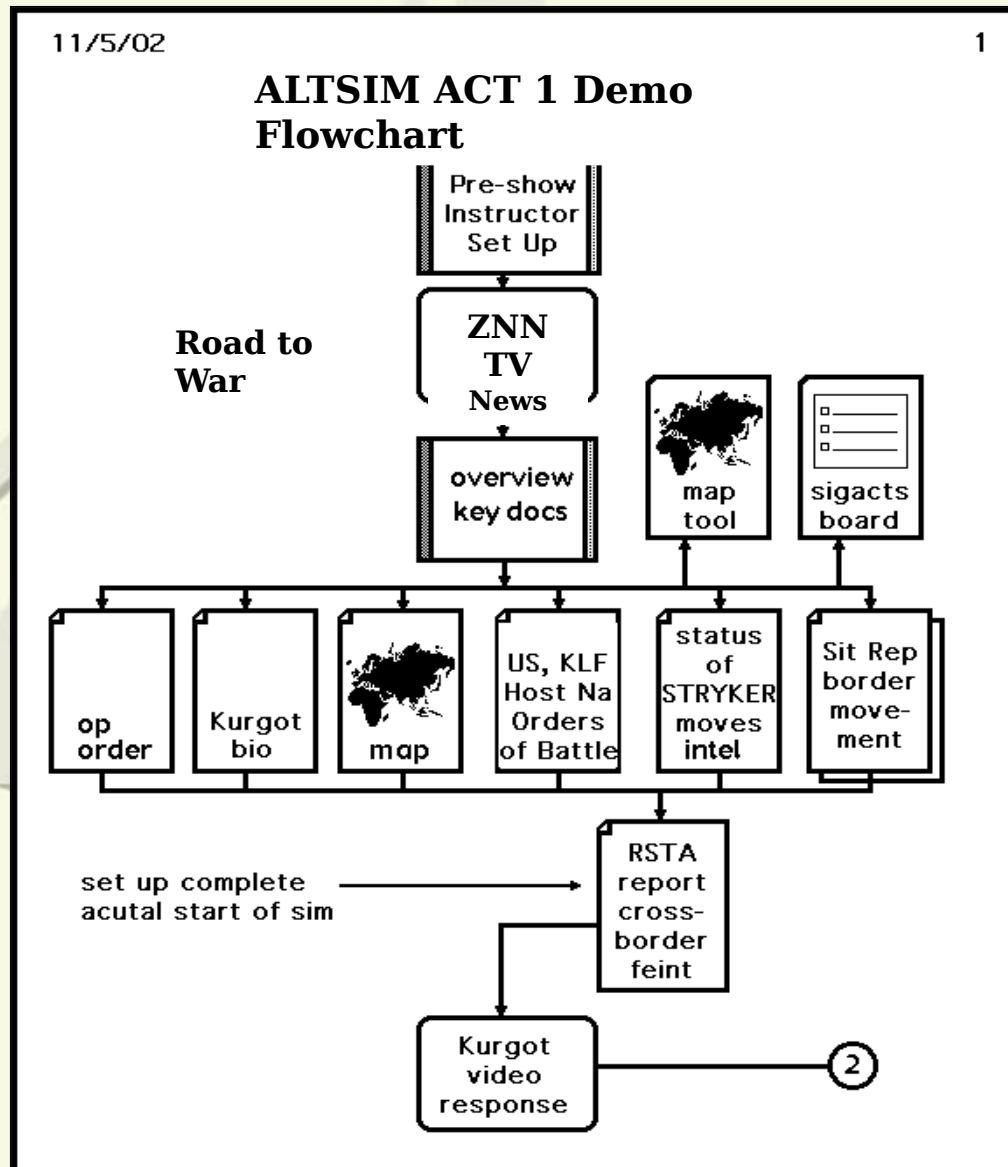 11/5/02
1
ALTSIM ACT 1 Demo
Flowchart
Pre-show
Instructor
Set Up
Road to
War
ZNN
TV
News
overview
key docs
map
tool
sigacts
board
op
order
Kurgot
bio
map
US, KLF
Host Na
Orders
of Battle
status
of
STRYKER
moves
intel
Sit Rep
border
move-
ment
set up complete
acutal start of sim
RSTA
report
cross-
border
feint
Kurgot
video
response
2